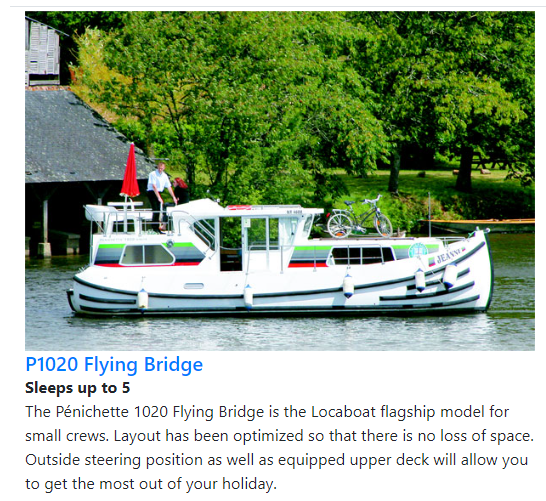 JEANNE
P1020 Flying Bridge
Sleeps up to 5
The Pénichette 1020 Flying Bridge is the Locaboat flagship model for
small crews. Layout has been optimized so that there is no loss of space.
Outside steering position as well as equipped upper deck will allow you
to get the most out of your holiday.